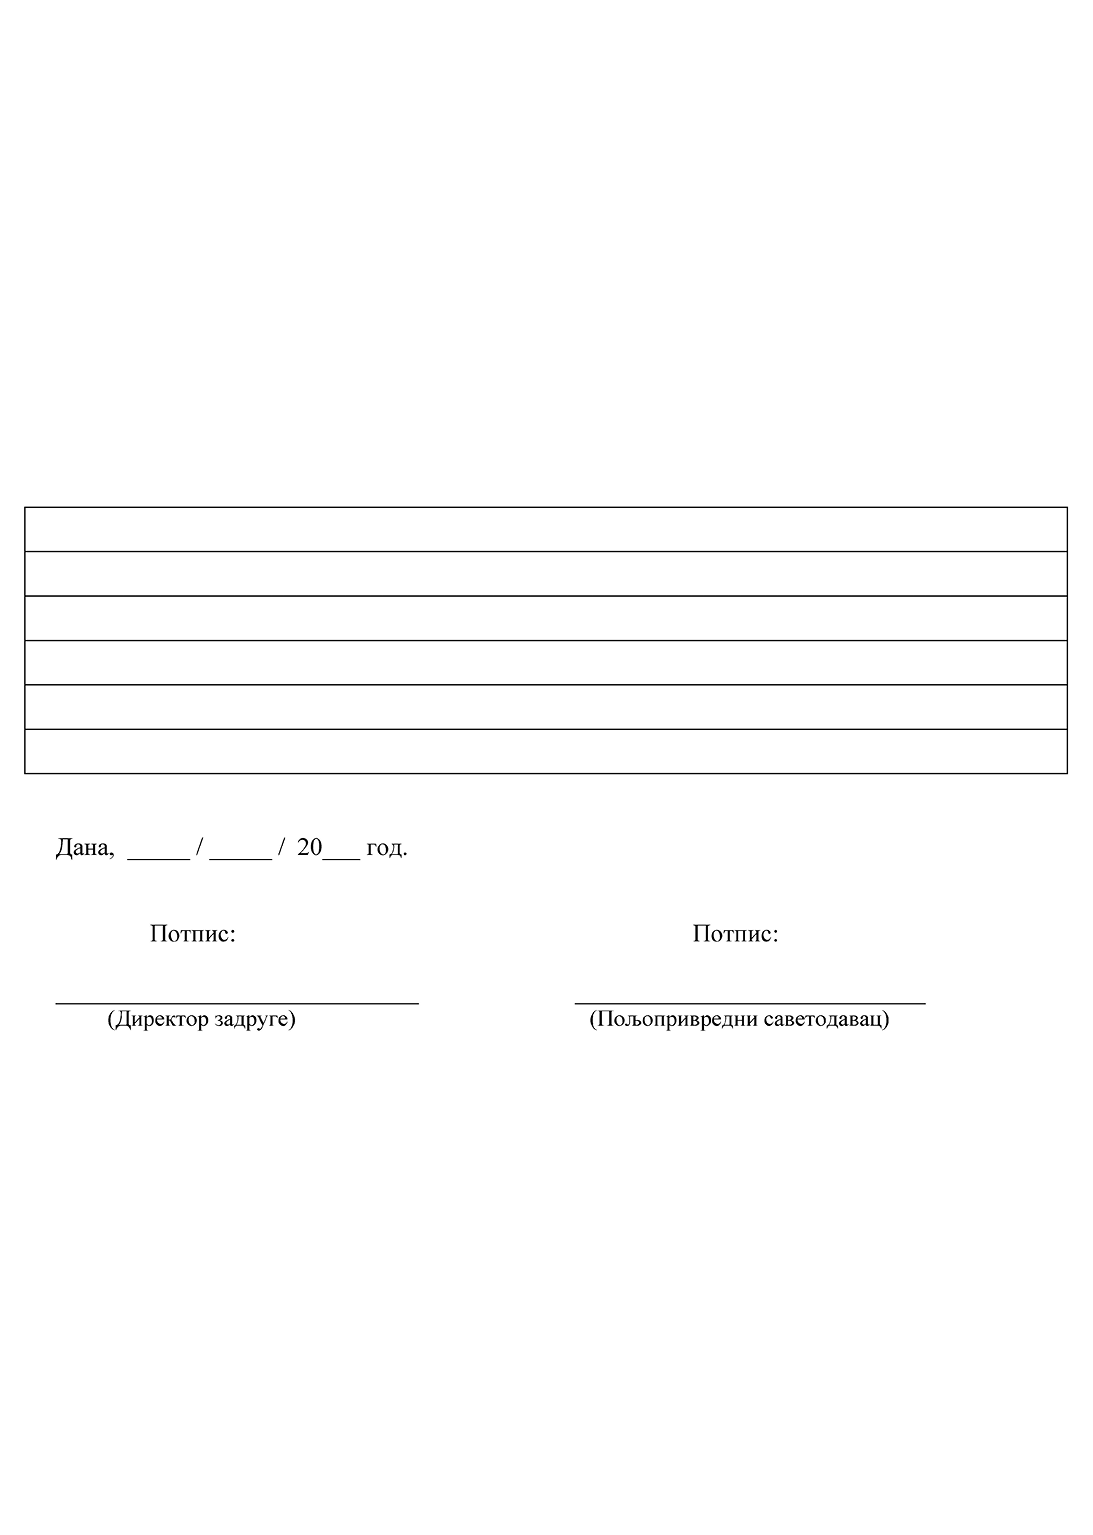 Дана, _____ / _____ / 20___ год.
Потпис: Потпис:
(Директор задруге) (Пољопривредни саветодавац)